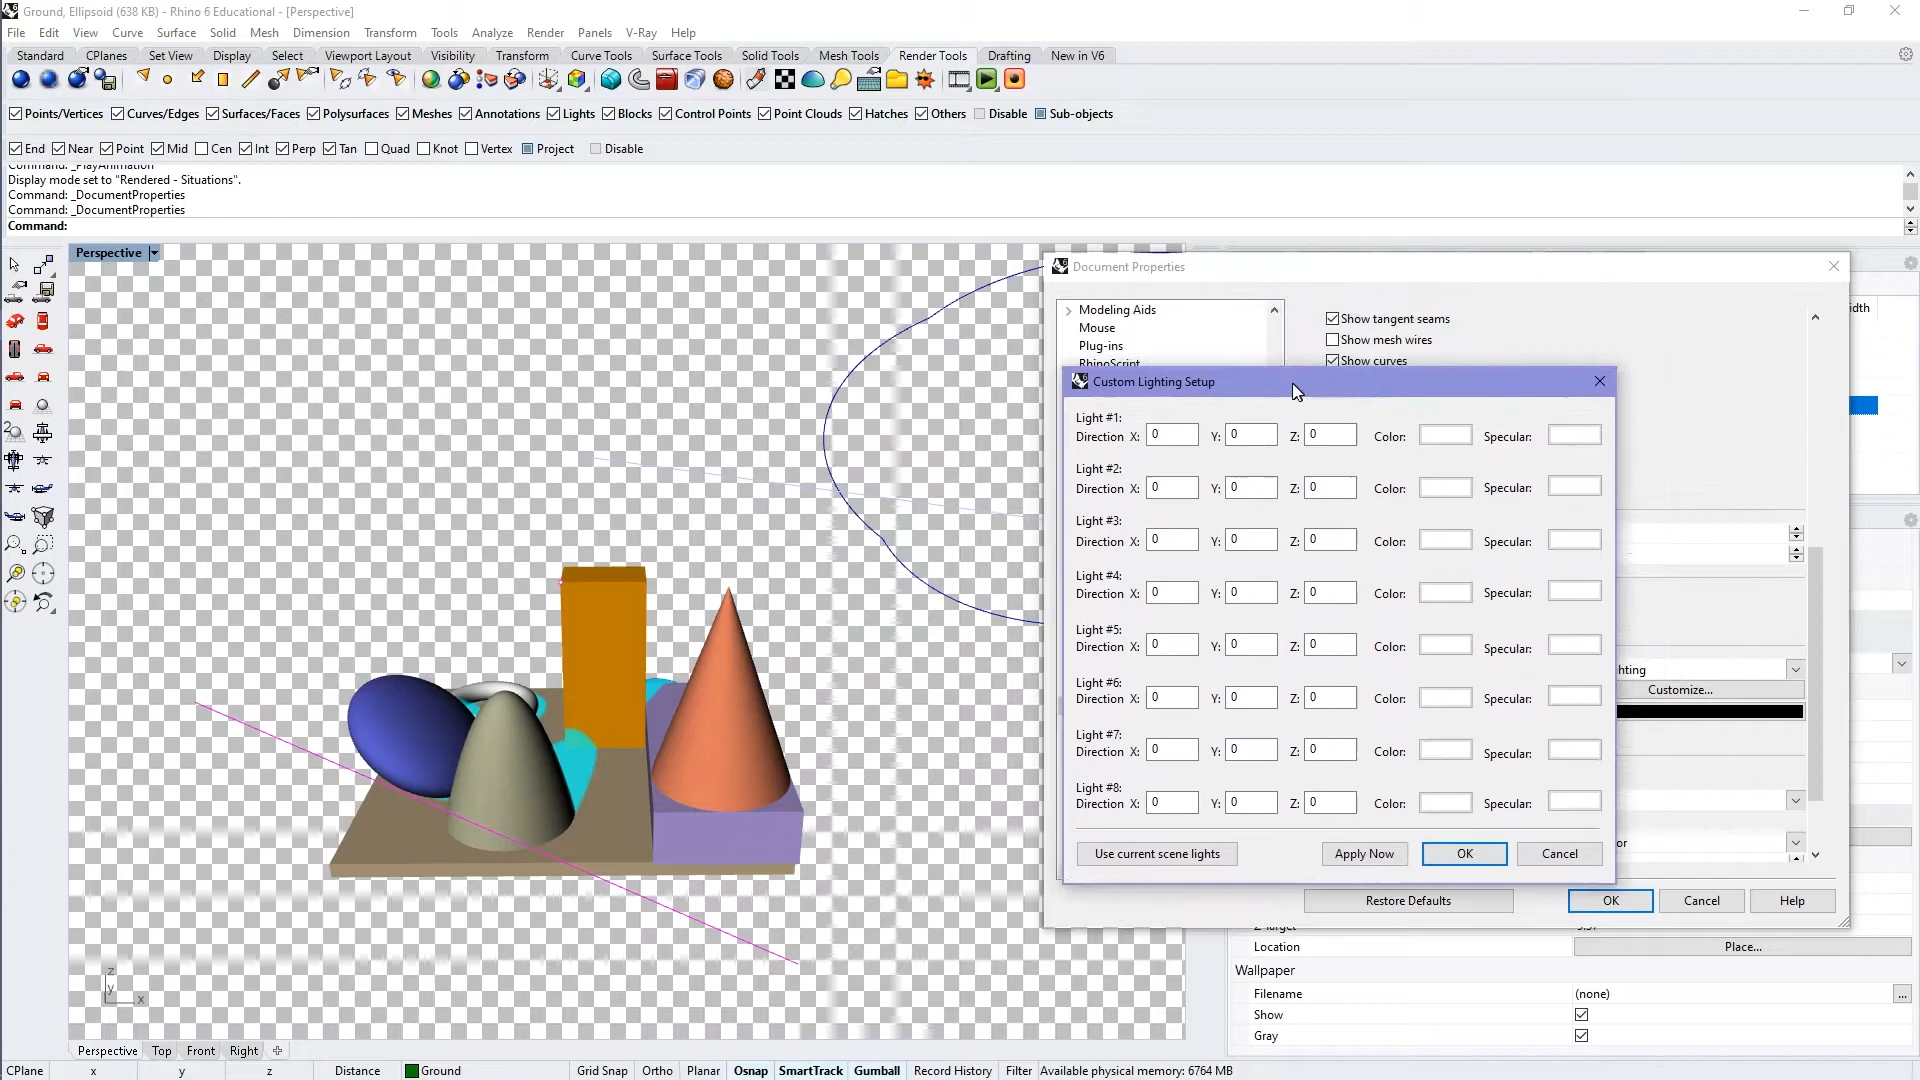 Ground, Ellipsoid (638 KB) - Rhino 6 Educational - [Perspective]
File Edit View Curve Surface Solid Mesh Dimension Transform Tools Analyze Render Panels V-Ray Help
Standard CPlanes Set View Display Select Viewport Layout Visibility Transform Curve Tools Surface Tools Solid Tools Mesh Tools Render Tools Drafting New in V6
Points/Vertices Curves/Edges Surfaces/Faces Polysurfaces Meshes Annotations Lights Blocks Control Points Point Clouds Hatches Others Disable Sub-objects
End Near Point Mid Cen Int Perp Tan Quad Knot Vertex Project Disable
Command: _PlayAnimation
Display mode set to "Rendered - Situations".
Command: _DocumentProperties
Command: _DocumentProperties
Command:
Perspective
Document Properties
Modeling Aids
Mouse
Plug-ins
RhinoScript
Show tangent seams
Show mesh wires
Show curves
idth
Custom Lighting Setup
Light #1:
Direction X: 0 Y: 0 Z: 0 Color: Specular:
Light #2:
Direction X: 0 Y: 0 Z: 0 Color: Specular:
Light #3:
Direction X: 0 Y: 0 Z: 0 Color: Specular:
Light #4:
Direction X: 0 Y: 0 Z: 0 Color: Specular:
Light #5:
Direction X: 0 Y: 0 Z: 0 Color: Specular:
Light #6:
Direction X: 0 Y: 0 Z: 0 Color: Specular:
Light #7:
Direction X: 0 Y: 0 Z: 0 Color: Specular:
Light #8:
Direction X: 0 Y: 0 Z: 0 Color: Specular:
Use current scene lights Apply Now OK Cancel
hting
Customize...
or
Restore Defaults OK Cancel Help
Location Place...
Wallpaper
Filename (none) ...
Show
Gray
z
y
x
Perspective Top Front Right
CPlane x y z Distance Ground Grid Snap Ortho Planar Osnap SmartTrack Gumball Record History Filter Available physical memory: 6764 MB